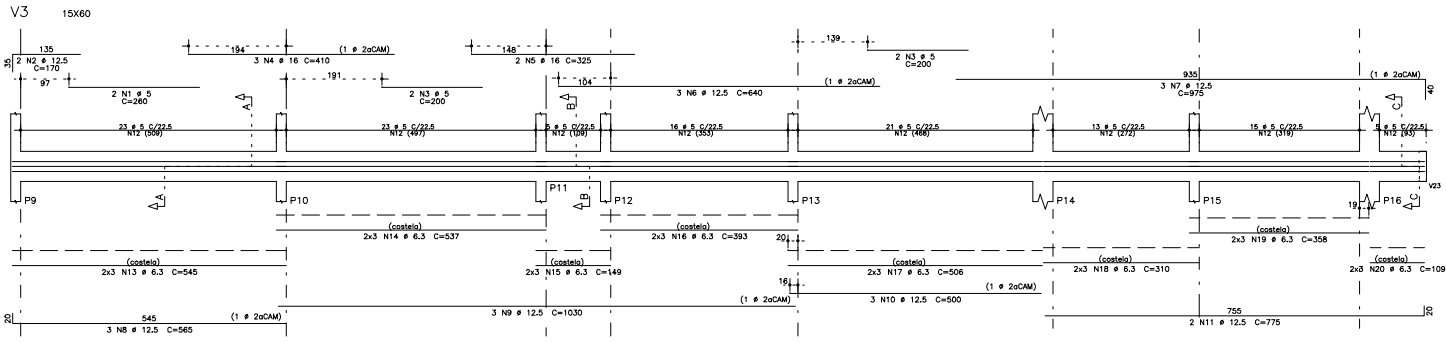 V3 15X60
135
2 N2 ø 12.5
C=170
35
97
2 N1 ø 5
C=260
194 (1 ø 2aCAM)
3 N4 ø 16 C=410
191
2 N3 ø 5
C=200
148 (1 ø 2aCAM)
2 N5 ø 16 C=325
104 (1 ø 2aCAM)
3 N6 ø 12.5 C=640
139
2 N3 ø 5
C=200
935 (1 ø 2aCAM)
3 N7 ø 12.5
C=975
40
A
B
C
23 ø 5 C/22.5
N12 (509)
23 ø 5 C/22.5
N12 (497)
5 ø 5 C/22.5
N12 (109)
16 ø 5 C/22.5
N12 (353)
21 ø 5 C/22.5
N12 (468)
13 ø 5 C/22.5
N12 (272)
15 ø 5 C/22.5
N12 (319)
5 ø 5 C/22.5
N12 (93)
V23
P9 A P10 P11 B P12 P13 P14 P15 P16 C
19
(costela)
2x3 N14 ø 6.3 C=537
(costela)
2x3 N16 ø 6.3 C=393
20
(costela)
2x3 N19 ø 6.3 C=358
(costela)
2x3 N13 ø 6.3 C=545
(costela)
2x3 N15 ø 6.3 C=149
(costela)
2x3 N17 ø 6.3 C=506
(costela)
2x3 N18 ø 6.3 C=310
(costela)
2x3 N20 ø 6.3 C=109
16
(1 ø 2aCAM)
3 N10 ø 12.5 C=500
(1 ø 2aCAM)
3 N9 ø 12.5 C=1030
20
545 (1 ø 2aCAM)
3 N8 ø 12.5 C=565
755
2 N11 ø 12.5 C=775
20